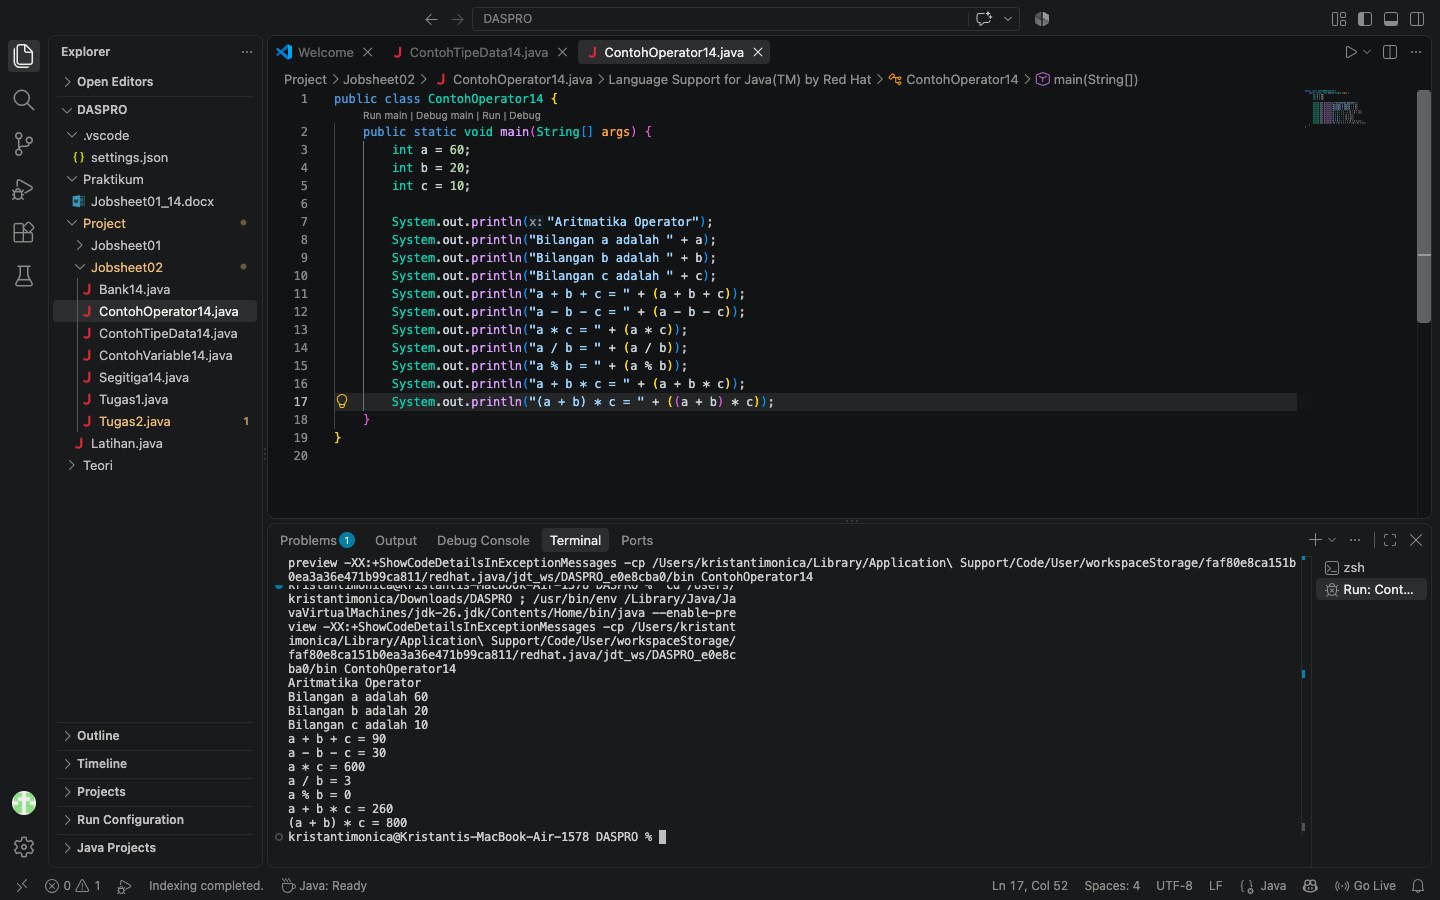 DASPRO
Explorer
Open Editors
DASPRO
.vscode
{} settings.json
Praktikum
Jobsheet01_14.docx
Project
Jobsheet01
Jobsheet02
J Bank14.java
J ContohOperator14.java
J ContohTipeData14.java
J ContohVariable14.java
J Segitiga14.java
J Tugas1.java
J Tugas2.java 1
J Latihan.java
Teori
Outline
Timeline
Projects
Run Configuration
Java Projects
Welcome J ContohTipeData14.java J ContohOperator14.java
Project > Jobsheet02 > J ContohOperator14.java > Language Support for Java(TM) by Red Hat > ContohOperator14 > main(String[])
1 public class ContohOperator14 {
Run main | Debug main | Run | Debug
2 public static void main(String[] args) {
3 int a = 60;
4 int b = 20;
5 int c = 10;
6
7 System.out.println(x: "Aritmatika Operator");
8 System.out.println("Bilangan a adalah " + a);
9 System.out.println("Bilangan b adalah " + b);
10 System.out.println("Bilangan c adalah " + c);
11 System.out.println("a + b + c = " + (a + b + c));
12 System.out.println("a - b - c = " + (a - b - c));
13 System.out.println("a * c = " + (a * c));
14 System.out.println("a / b = " + (a / b));
15 System.out.println("a % b = " + (a % b));
16 System.out.println("a + b * c = " + (a + b * c));
17 System.out.println("(a + b) * c = " + ((a + b) * c));
18 }
19 }
20
Problems 1 Output Debug Console Terminal Ports
preview -XX:+ShowCodeDetailsInExceptionMessages -cp /Users/kristantimonica/Library/Application\ Support/Code/User/workspaceStorage/faf80e8ca151b
0ea3a36e471b99ca811/redhat.java/jdt_ws/DASPRO_e0e8cba0/bin ContohOperator14
kristantimonica@Kristantis-MacBook-Air-1578 DASPRO % cd /Users/
kristantimonica/Downloads/DASPRO ; /usr/bin/env /Library/Java/Ja
vaVirtualMachines/jdk-26.jdk/Contents/Home/bin/java --enable-pre
view -XX:+ShowCodeDetailsInExceptionMessages -cp /Users/kristant
imonica/Library/Application\ Support/Code/User/workspaceStorage/
faf80e8ca151b0ea3a36e471b99ca811/redhat.java/jdt_ws/DASPRO_e0e8c
ba0/bin ContohOperator14
Aritmatika Operator
Bilangan a adalah 60
Bilangan b adalah 20
Bilangan c adalah 10
a + b + c = 90
a - b - c = 30
a * c = 600
a / b = 3
a % b = 0
a + b * c = 260
(a + b) * c = 800
kristantimonica@Kristantis-MacBook-Air-1578 DASPRO %
zsh
Run: Cont...
0 1 Indexing completed. Java: Ready Ln 17, Col 52 Spaces: 4 UTF-8 LF {} Java Go Live